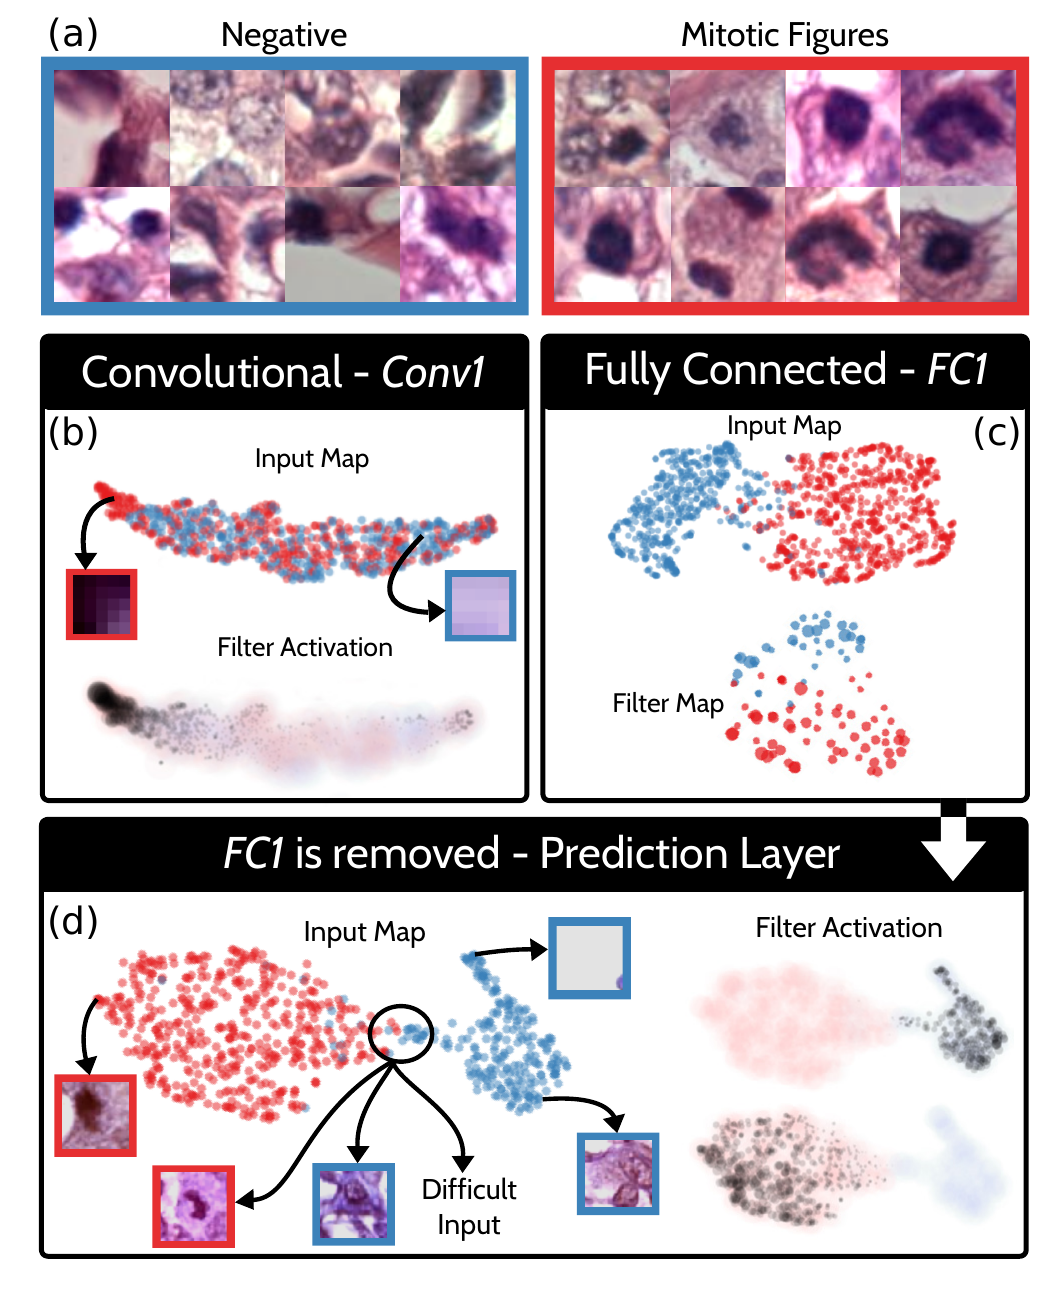 (a)
Negative
Mitotic Figures
Convolutional - Conv1
Fully Connected - FC1
(b)
Input Map
Filter Activation
Input Map
(c)
Filter Map
FC1 is removed - Prediction Layer
(d)
Input Map
Filter Activation
Difficult
Input